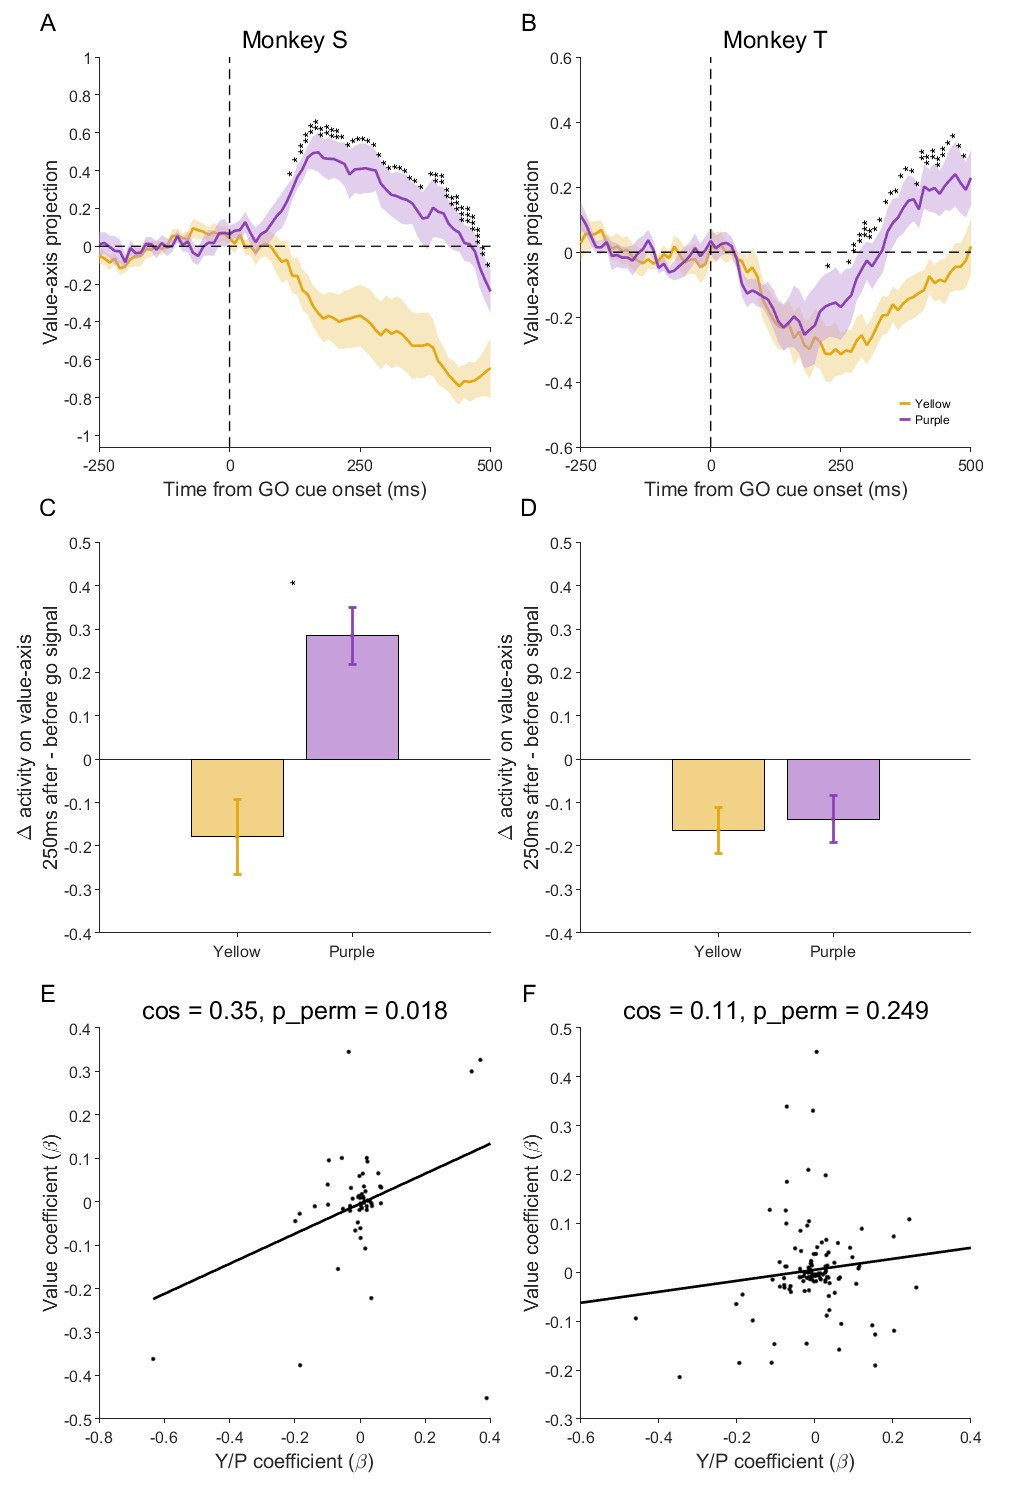 A
Monkey S
1
0.8
0.6
0.4
0.2
0
-0.2
-0.4
-0.6
-0.8
-1
Value-axis projection
-250
0
250
500
Time from GO cue onset (ms)
B
Monkey T
0.6
0.4
0.2
0
-0.2
-0.4
-0.6
Value-axis projection
Yellow
Purple
-250
0
250
500
Time from GO cue onset (ms)
C
0.5
0.4
0.3
0.2
0.1
0
-0.1
-0.2
-0.3
-0.4
Δ activity on value-axis
250ms after - before go signal
*
Yellow
Purple
D
0.5
0.4
0.3
0.2
0.1
0
-0.1
-0.2
-0.3
-0.4
Δ activity on value-axis
250ms after - before go signal
Yellow
Purple
E
cos = 0.35, p_perm = 0.018
0.4
0.3
0.2
0.1
0
-0.1
-0.2
-0.3
-0.4
-0.5
Value coefficient (β)
-0.8
-0.6
-0.4
-0.2
0
0.2
0.4
Y/P coefficient (β)
F
cos = 0.11, p_perm = 0.249
0.5
0.4
0.3
0.2
0.1
0
-0.1
-0.2
-0.3
Value coefficient (β)
-0.6
-0.4
-0.2
0
0.2
0.4
Y/P coefficient (β)